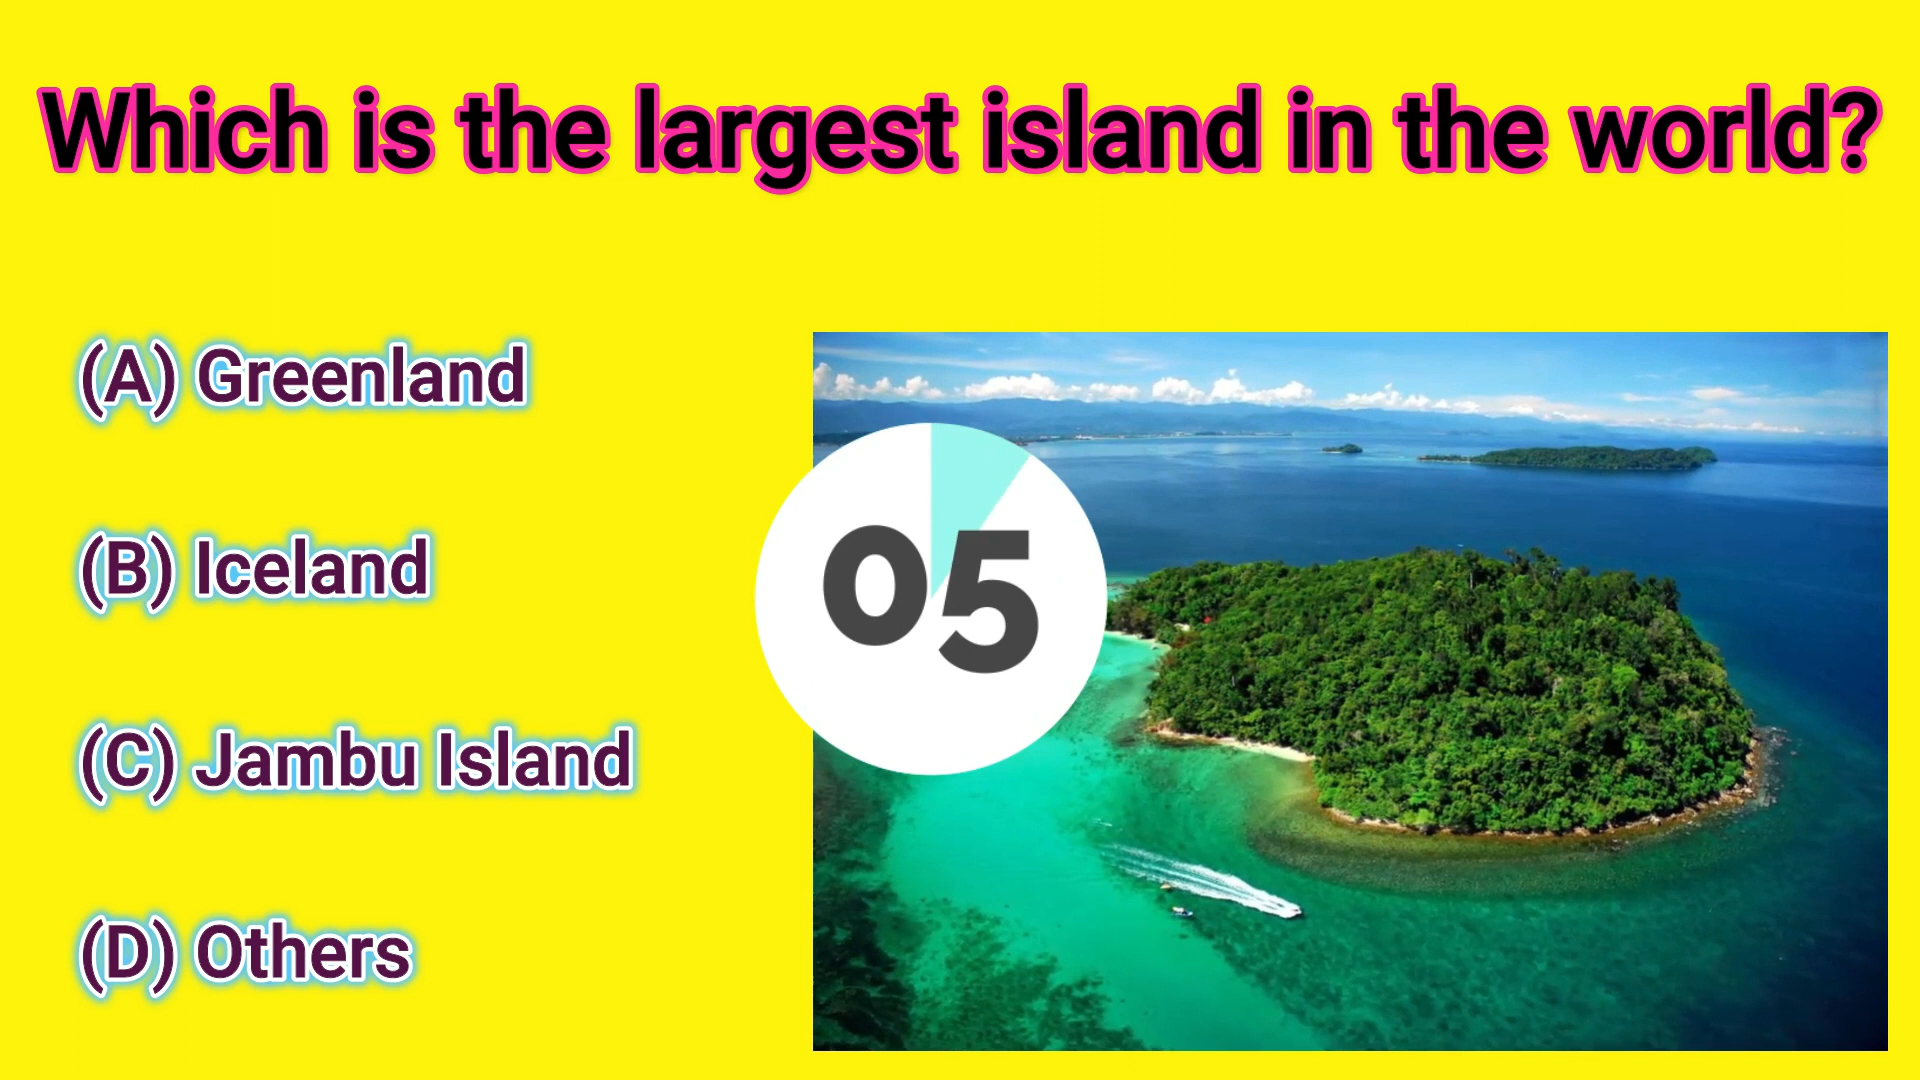 Which is the largest island in the world?
(A) Greenland
(B) Iceland
(C) Jambu Island
(D) Others
05